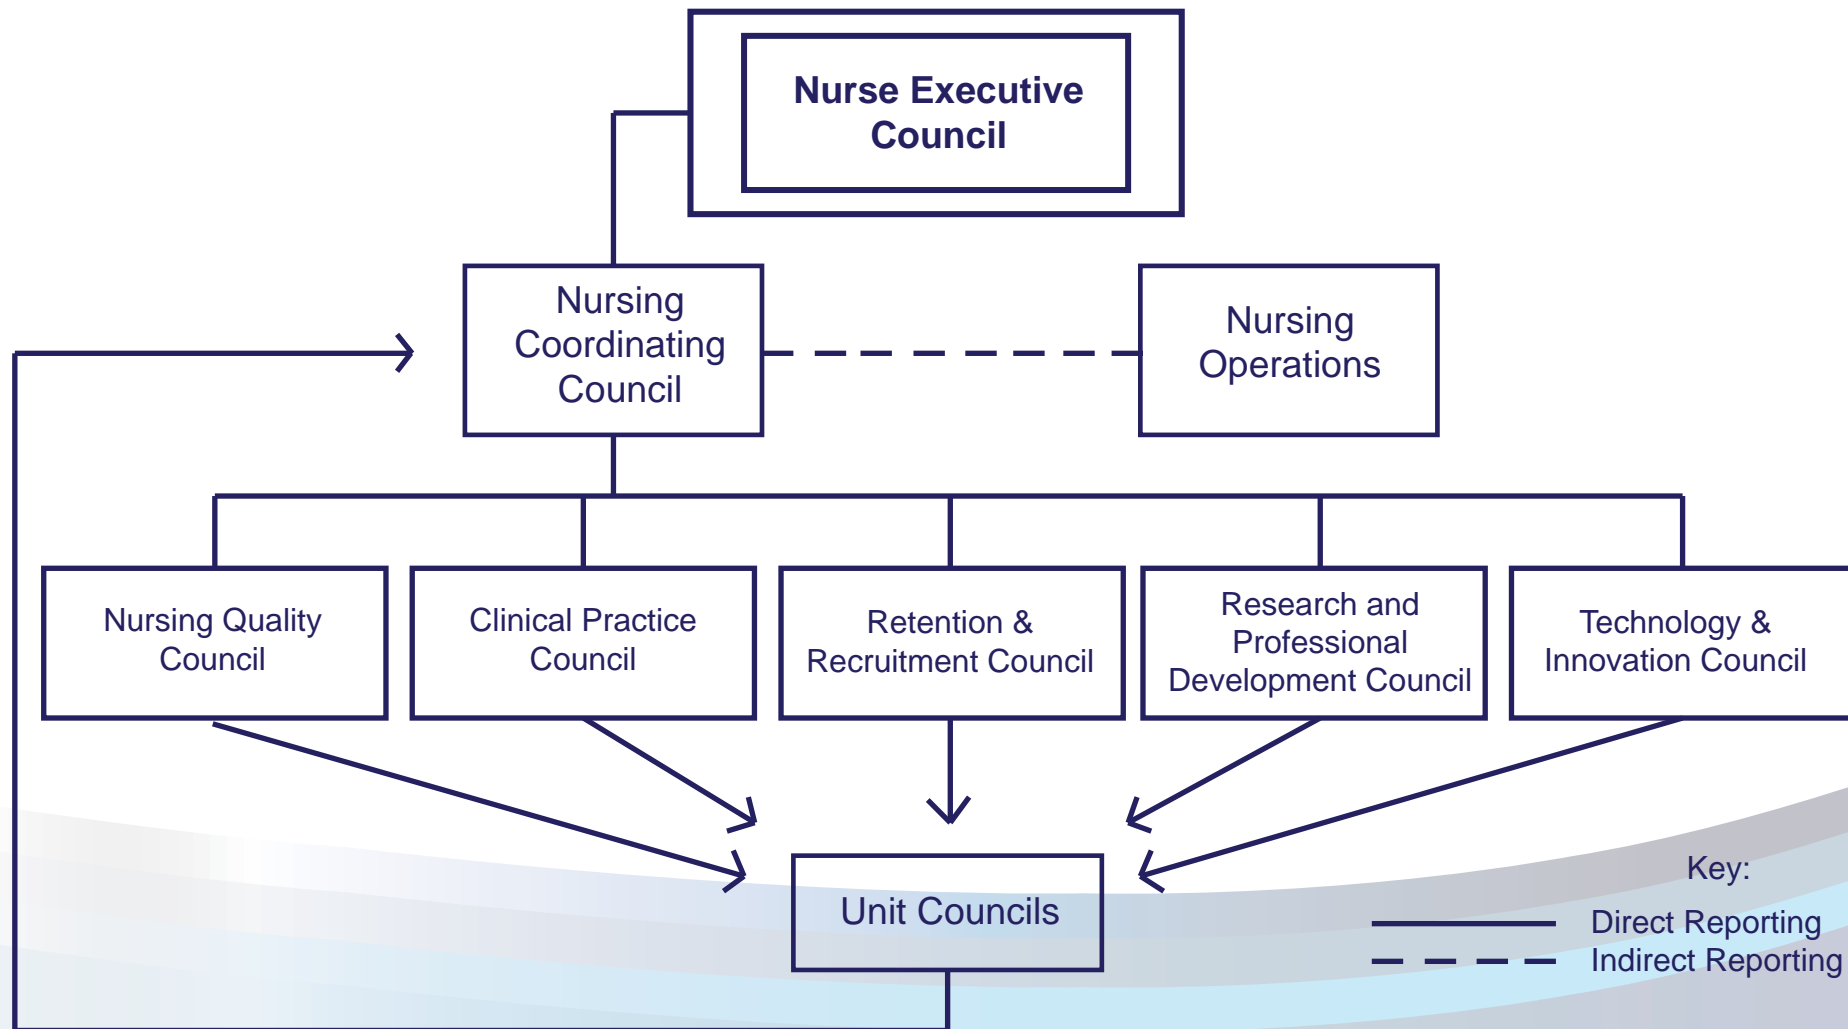 Nurse Executive
Council
Nursing
Coordinating
Council
Nursing
Operations
Nursing Quality
Council
Clinical Practice
Council
Retention &
Recruitment Council
Research and
Professional
Development Council
Technology &
Innovation Council
Unit Councils
Key:
Direct Reporting
Indirect Reporting